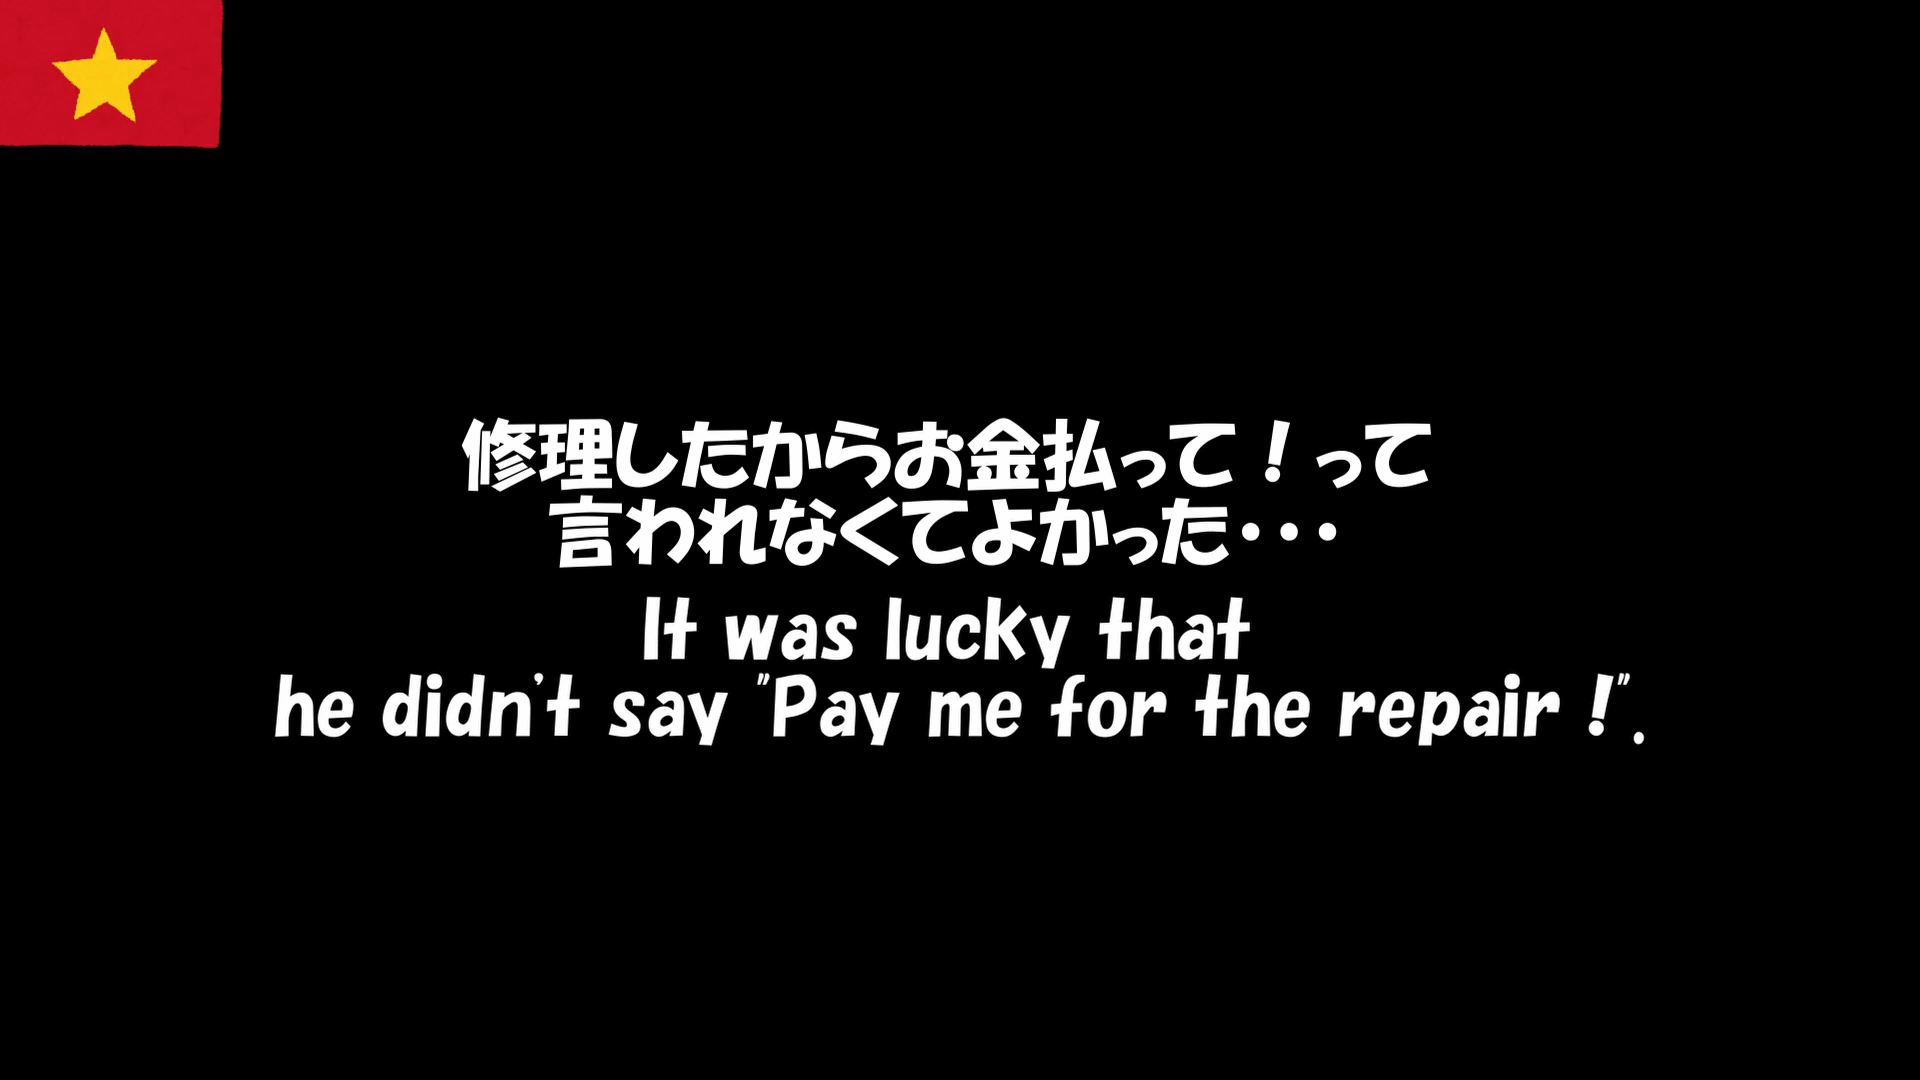 修理したからお金払って！って
言われなくてよかった・・・
It was lucky that
he didn't say "Pay me for the repair !".